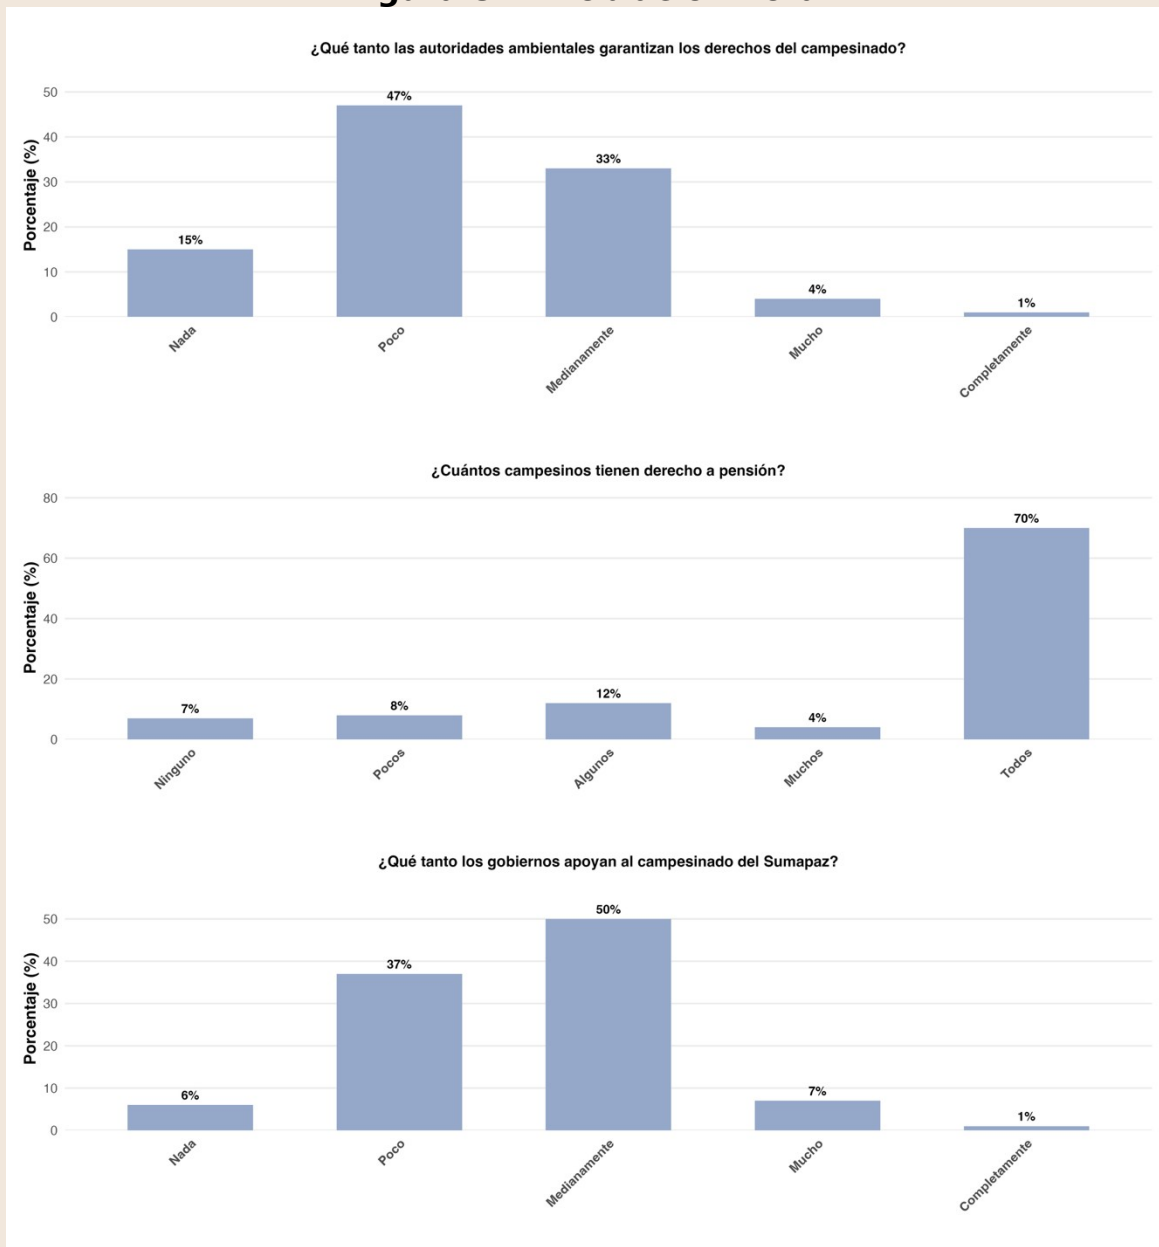 ¿Qué tanto las autoridades ambientales garantizan los derechos del campesinado?
Porcentaje (%)
50
40
30
20
10
0
15%
47%
33%
4%
1%
Nada
Poco
Medianamente
Mucho
Completamente
¿Cuántos campesinos tienen derecho a pensión?
Porcentaje (%)
80
60
40
20
0
7%
8%
12%
4%
70%
Ninguno
Pocos
Algunos
Muchos
Todos
¿Qué tanto los gobiernos apoyan al campesinado del Sumapaz?
Porcentaje (%)
50
40
30
20
10
0
6%
37%
50%
7%
1%
Nada
Poco
Medianamente
Mucho
Completamente